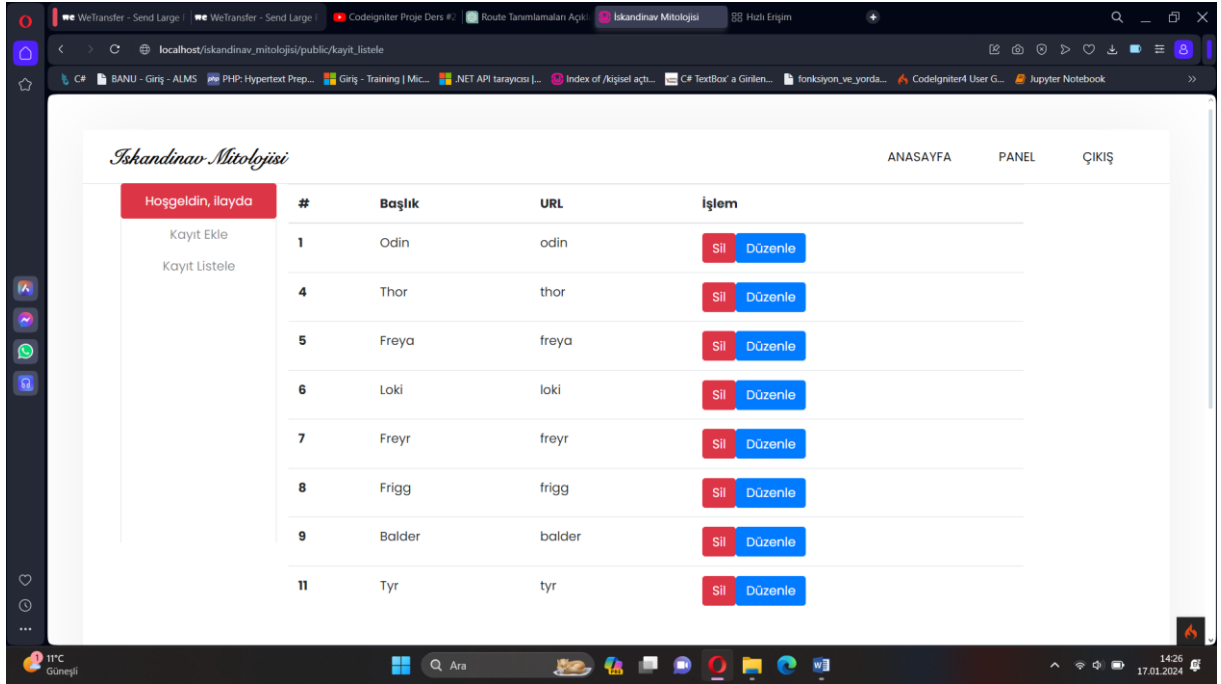 WeTransfer - Send Large F WeTransfer - Send Large F Codeigniter Proje Ders #2 Route Tanımlamaları Açıkl İskandinav Mitolojisi Hızlı Erişim
localhost/iskandinav_mitolojisi/public/kayit_listele
C# BANU - Giriş - ALMS PHP: Hypertext Prep... Giriş - Training | Mic... .NET API tarayıcısı |... Index of /kişisel açtı... C# TextBox' a Girilen... fonksiyon_ve_yorda... CodeIgniter4 User G... Jupyter Notebook
Iskandinav Mitolojisi ANASAYFA PANEL ÇIKIŞ
Hoşgeldin, ilayda
Kayıt Ekle
Kayıt Listele
# Başlık URL İşlem
1 Odin odin Sil Düzenle
4 Thor thor Sil Düzenle
5 Freya freya Sil Düzenle
6 Loki loki Sil Düzenle
7 Freyr freyr Sil Düzenle
8 Frigg frigg Sil Düzenle
9 Balder balder Sil Düzenle
11 Tyr tyr Sil Düzenle
1 11°C
Güneşli
Ara
14:26
17.01.2024